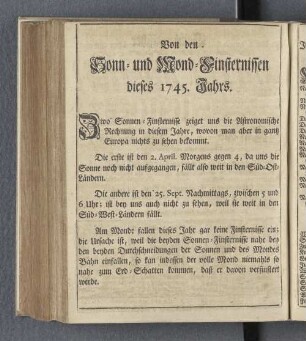 Von den
Sonn- und Mond-Finsternissen
dieses 1745. Jahrs.
Zwo Sonnen-Finsternisse zeiget uns die Astronomische
Rechnung in diesem Jahre, wovon man aber in gantz
Europa nichts zu sehen bekommt.
Die erste ist den 2. April. Morgens gegen 4, da uns die
Sonne noch nicht aufgegangen, fällt also weit in den Süd-Ost-
Ländern.
Die andere ist den 25. Sept. Nachmittags, zwischen 5 und
6 Uhr: ist bey uns auch nicht zu sehen, weil sie weit in den
Süd-West-Ländern fällt.
Am Monde fallen dieses Jahr gar keine Finsternisse ein:
die Ursache ist, weil die beyden Sonnen-Finsternisse nahe bey
den beyden Durchschneidungen der Sonnen und des Mondes
Bahn einfallen, so kan indessen der volle Mond niemahls so
nahe zum Erd-Schatten kommen, daß er davon verfinstert
werde.